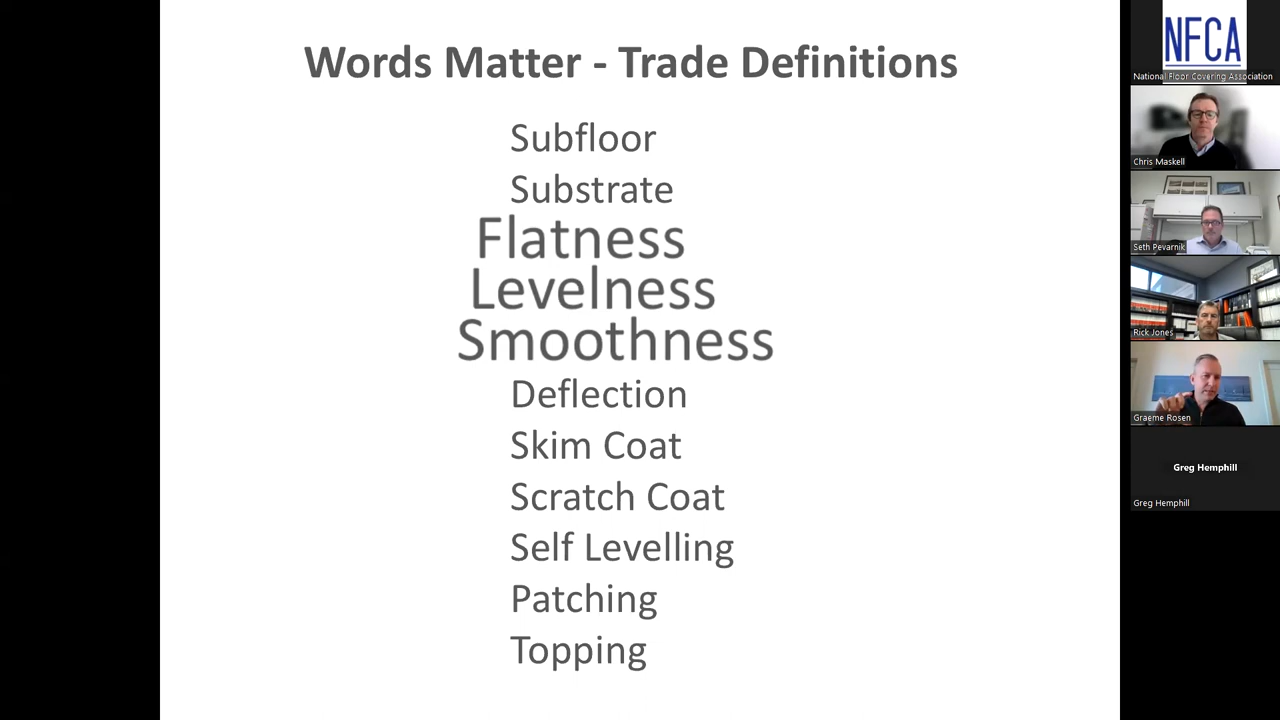 Words Matter - Trade Definitions
Subfloor
Substrate
Flatness
Levelness
Smoothness
Deflection
Skim Coat
Scratch Coat
Self Levelling
Patching
Topping
NFCA
National Floor Covering Association
Chris Maskell
Seth Pevarnik
Rick Jones
Graeme Rosen
Greg Hemphill
Greg Hemphill